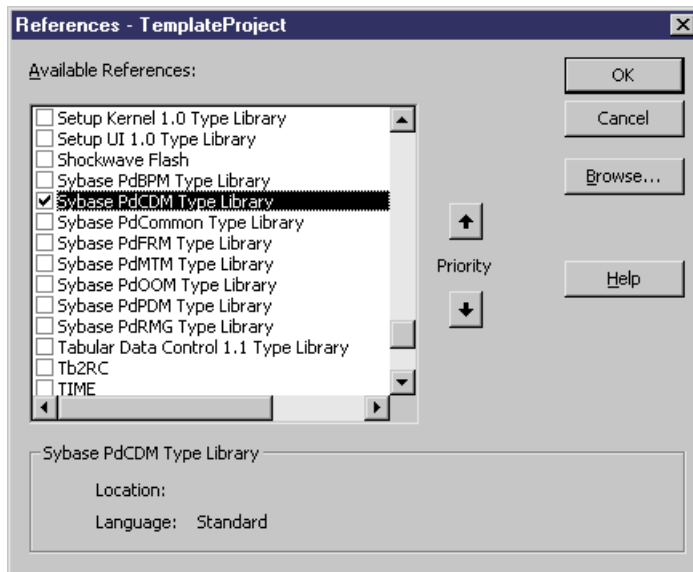 References - TemplateProject
Available References:
Setup Kernel 1.0 Type Library
Setup UI 1.0 Type Library
Shockwave Flash
Sybase PdBPM Type Library
Sybase PdCDM Type Library
Sybase PdCommon Type Library
Sybase PdFRM Type Library
Sybase PdMTM Type Library
Sybase PdOOM Type Library
Sybase PdPDM Type Library
Sybase PdRMG Type Library
Tabular Data Control 1.1 Type Library
Tb2RC
TIME
Priority
OK
Cancel
Browse...
Help
Sybase PdCDM Type Library
Location:
Language: Standard